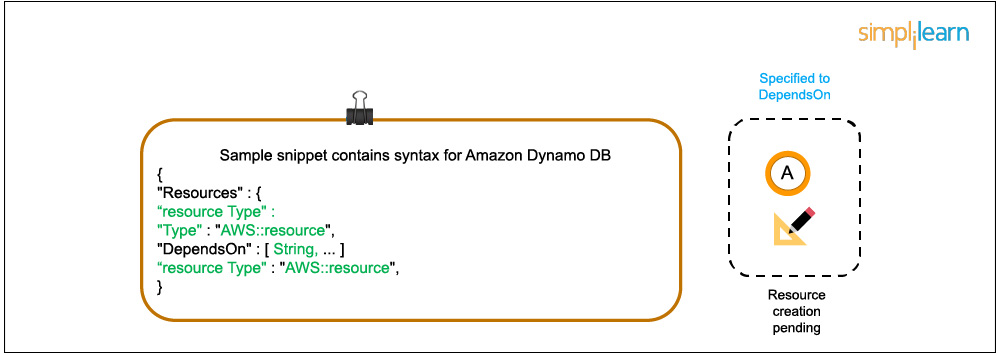 simplilearn
Specified to
DependsOn
Sample snippet contains syntax for Amazon Dynamo DB
{
"Resources" : {
“resource Type" :
"Type" : "AWS::resource",
"DependsOn" : [ String, ... ]
“resource Type" : "AWS::resource",
}
A
Resource
creation
pending